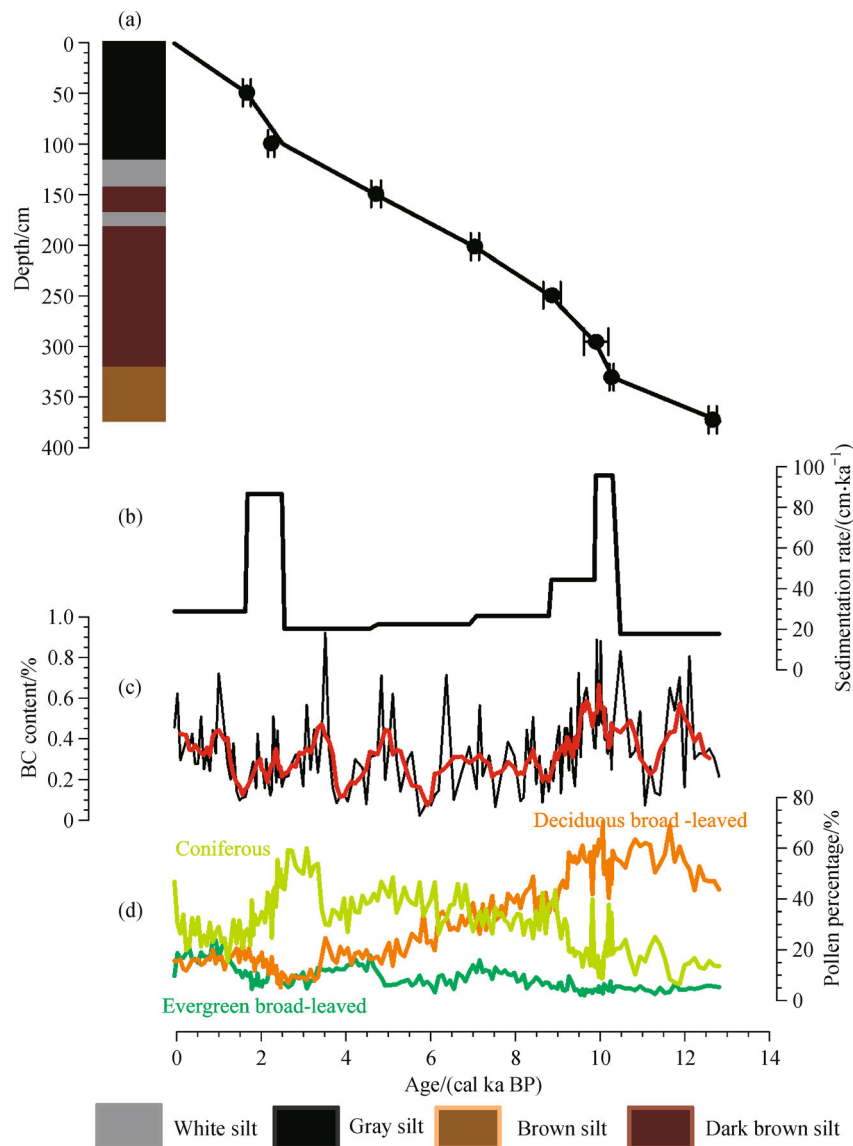 (a)
0
50
100
150
200
250
300
350
400
Depth/cm
(b)
100
80
60
40
20
0
Sedimentation rate/(cm·ka⁻¹)
1.0
0.8
0.6
0.4
0.2
0
BC content/%
(c)
Deciduous broad -leaved
Coniferous
(d)
Evergreen broad-leaved
80
60
40
20
0
Pollen percentage/%
0 2 4 6 8 10 12 14
Age/(cal ka BP)
White silt Gray silt Brown silt Dark brown silt